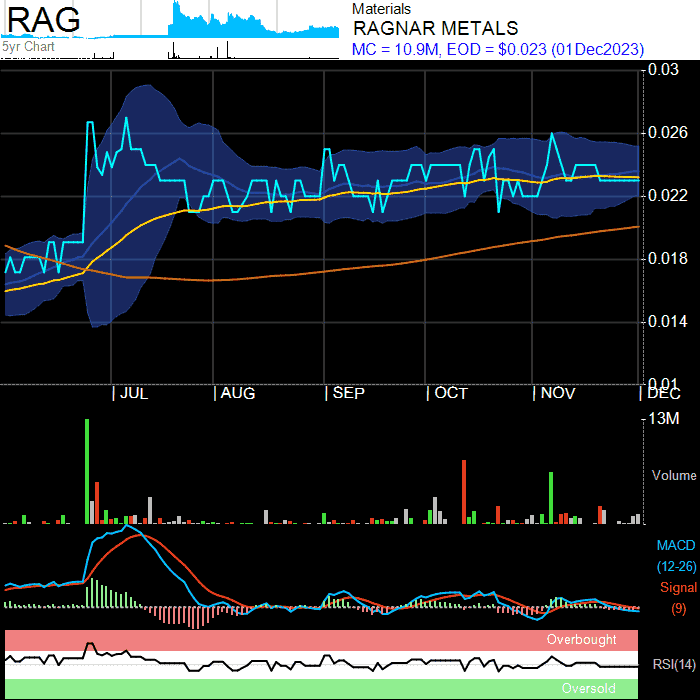 RAG
5yr Chart
Materials
RAGNAR METALS
MC = 10.9M, EOD = $0.023 (01Dec2023)
0.03
0.026
0.022
0.018
0.014
0.01
JUL
AUG
SEP
OCT
NOV
DEC
13M
Volume
MACD
(12-26)
Signal
(9)
Overbought
RSI(14)
Oversold